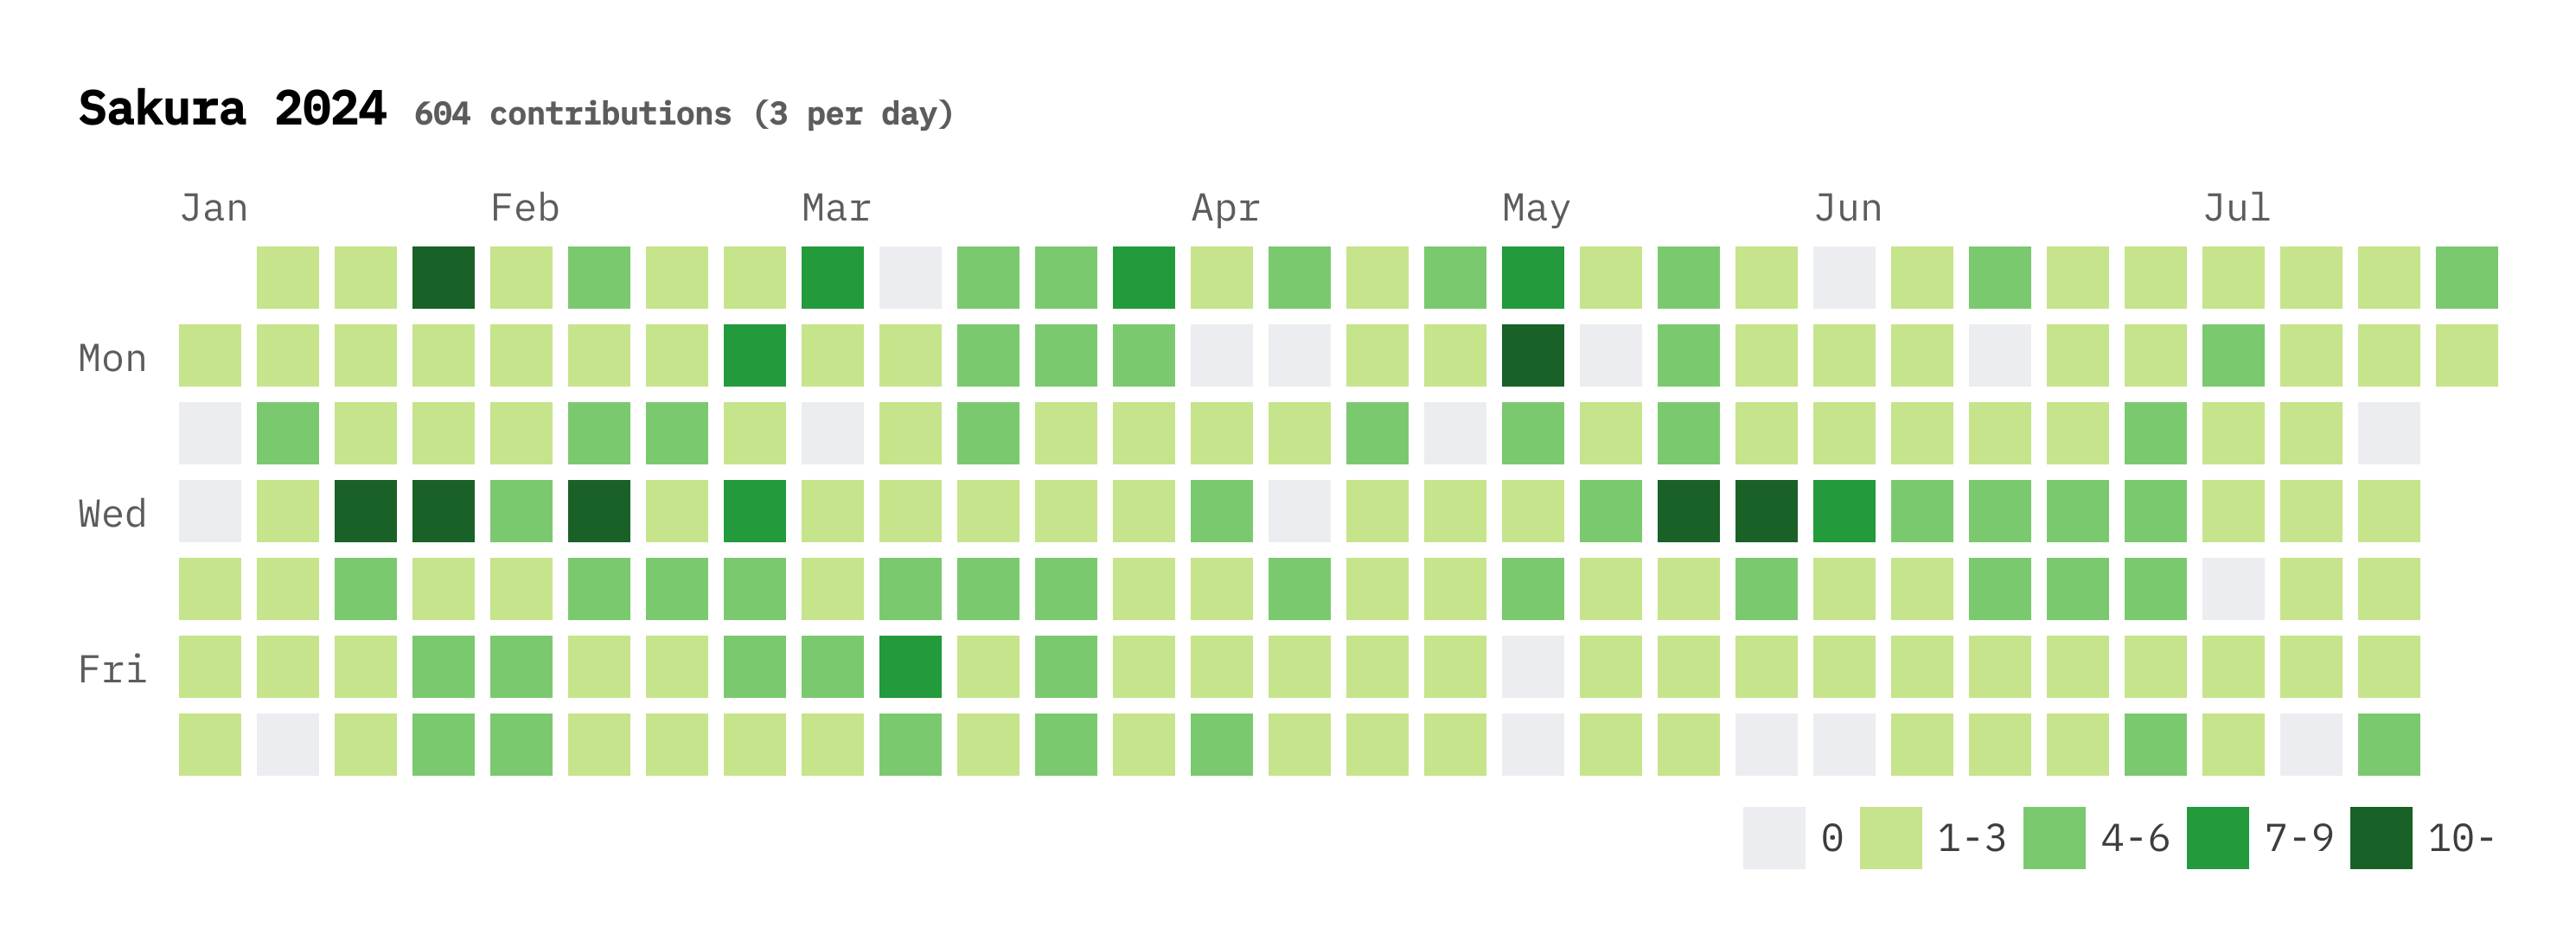 Sakura 2024 604 contributions (3 per day)
Jan Feb Mar Apr May Jun Jul
Mon
Wed
Fri
0 1-3 4-6 7-9 10-